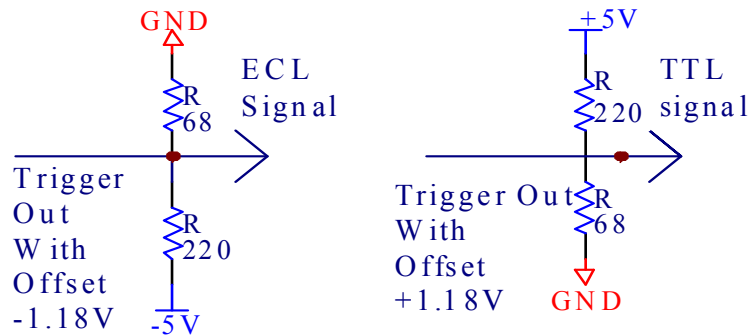 GND
R
68
ECL
Signal
Trigger
Out
With
Offset
-1.18V
R
220
-5V
+5V
R
220
TTL
signal
Trigger Out
With
Offset
+1.18V
R
68
GND